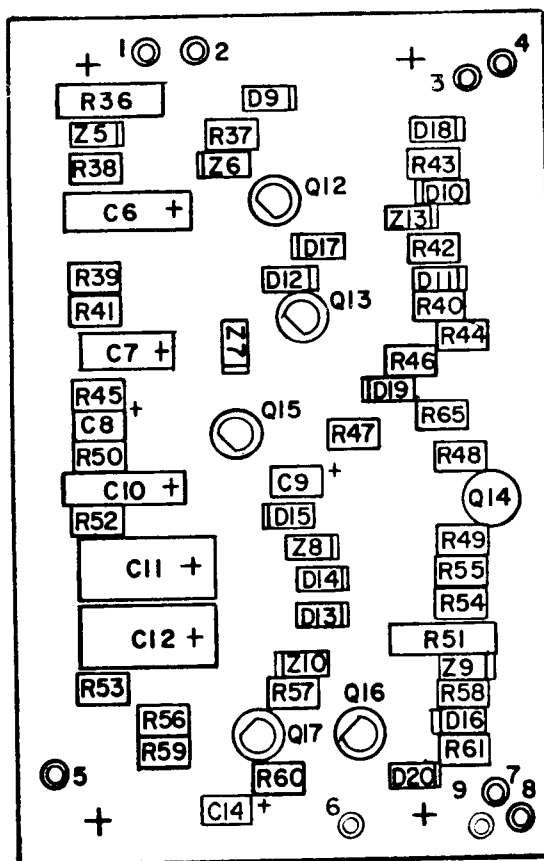 1 2 4
3
R36 D9
Z5 R37 D18
R38 Z6 R43
D10
C6 + Q12 Z13
D17 R42
R39 D12 D11
R41 Q13 R40
R44
C7 + Z7 R46
D19
R45 R65
C8 + Q15 R47
R50 R48
C10 + C9 + Q14
R52 D15
Z8 R49
C11 + D14 R55
R54
C12 + D13 R51
Z10 Z9
R53 R57 Q16 R58
R56 Q17 D16
R59 R61
5 R60 D20 7
C14 + 6 9 8